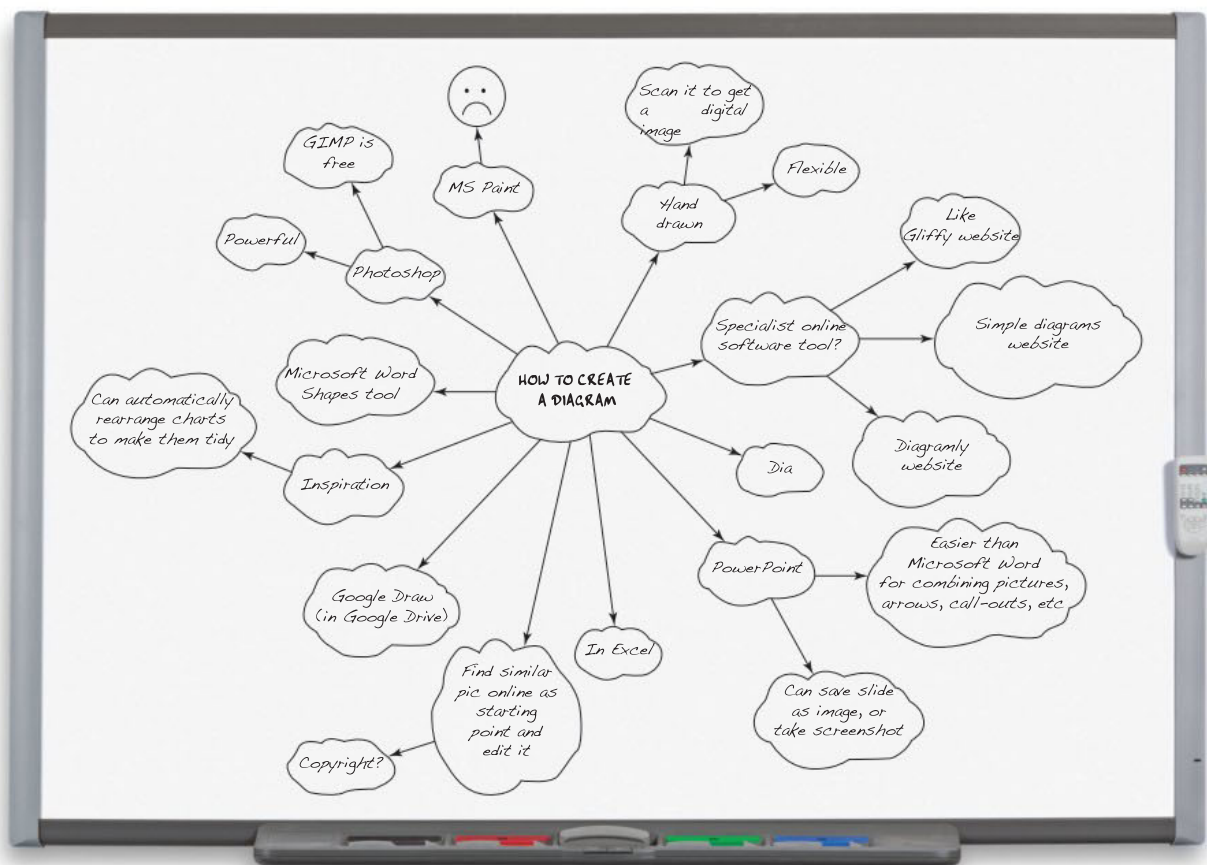 HOW TO CREATE
A DIAGRAM
MS Paint
Hand
drawn
Scan it to get
a digital
image
Flexible
Specialist online
software tool?
Like
Gliffy website
Simple diagrams
website
Diagramly
website
Dia
PowerPoint
Easier than
Microsoft Word
for combining pictures,
arrows, call-outs, etc
Can save slide
as image, or
take screenshot
In Excel
Find similar
pic online as
starting
point and
edit it
Copyright?
Google Draw
(in Google Drive)
Inspiration
Can automatically
rearrange charts
to make them tidy
Microsoft Word
Shapes tool
Photoshop
Powerful
GIMP is
free